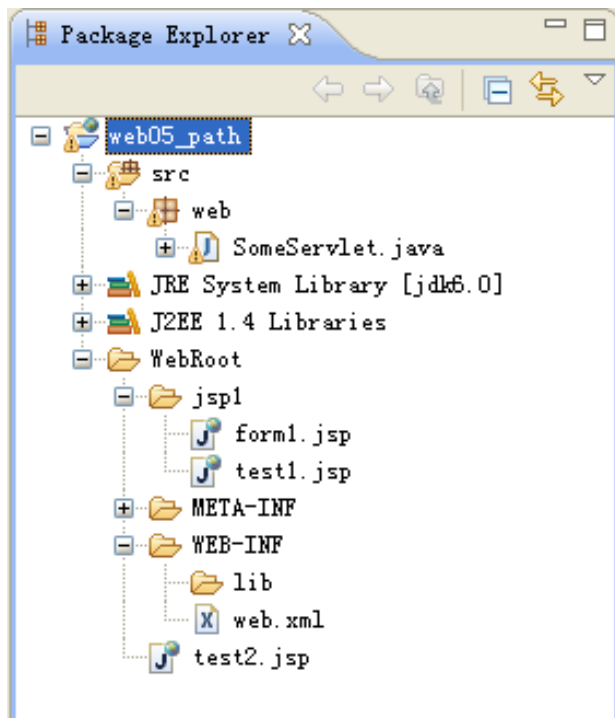 Package Explorer
web05_path
src
web
SomeServlet.java
JRE System Library [jdk6.0]
J2EE 1.4 Libraries
WebRoot
jsp1
form1.jsp
test1.jsp
META-INF
WEB-INF
lib
web.xml
test2.jsp